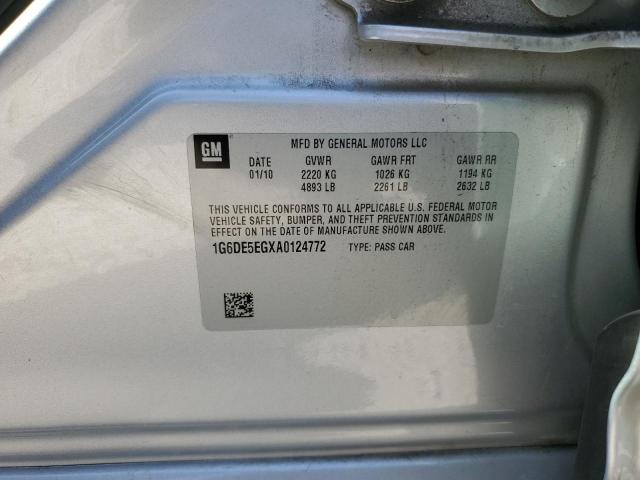 GM
MFD BY GENERAL MOTORS LLC
DATE GVWR GAWR FRT GAWR RR
01/10 2220 KG 1026 KG 1194 KG
4893 LB 2261 LB 2632 LB
THIS VEHICLE CONFORMS TO ALL APPLICABLE U.S. FEDERAL MOTOR
VEHICLE SAFETY, BUMPER, AND THEFT PREVENTION STANDARDS IN
EFFECT ON THE DATE OF MANUFACTURE SHOWN ABOVE.
1G6DE5EGXA0124772 TYPE: PASS CAR